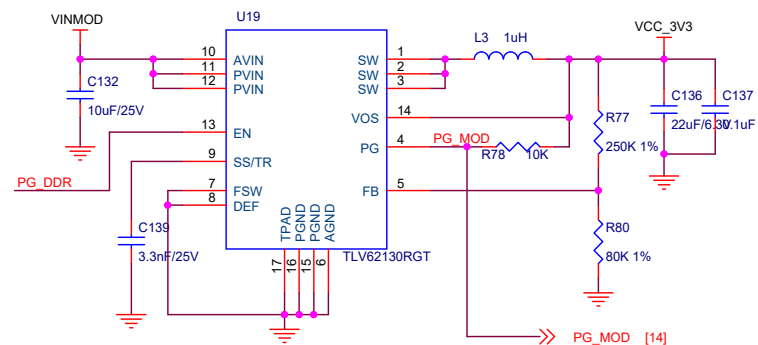 U19
VINMOD
L3 1uH
VCC_3V3
10 AVIN SW 1
11 PVIN SW 2
12 PVIN SW 3
C132
10uF/25V
C136
22uF/6.3V
C137
0.1uF
VOS 14
R77
250K 1%
13 EN
PG 4 PG_MOD
R78 10K
9 SS/TR
PG_DDR
7 FSW
FB 5
8 DEF
C139
3.3nF/25V
R80
80K 1%
TPAD PGND PGND AGND
TLV62130RGT
17 16 15 6
PG_MOD [14]